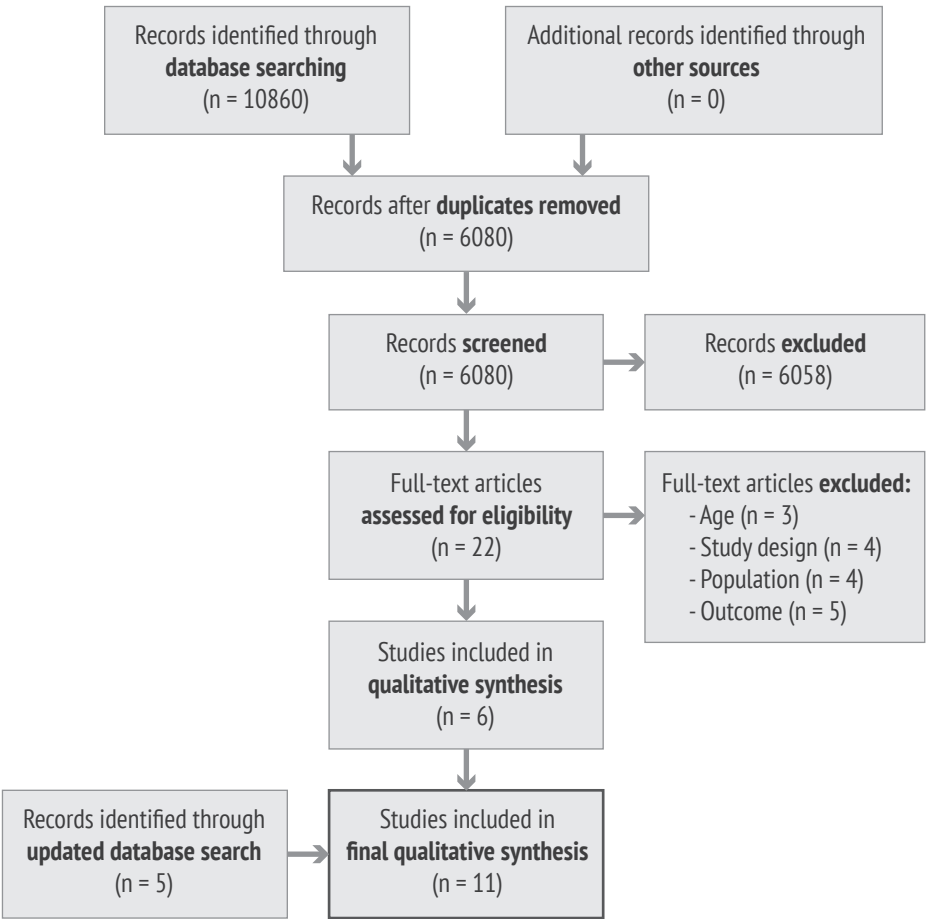 Records identified through
database searching
(n = 10860)
Additional records identified through
other sources
(n = 0)
Records after duplicates removed
(n = 6080)
Records screened
(n = 6080)
Records excluded
(n = 6058)
Full-text articles
assessed for eligibility
(n = 22)
Full-text articles excluded:
- Age (n = 3)
- Study design (n = 4)
- Population (n = 4)
- Outcome (n = 5)
Studies included in
qualitative synthesis
(n = 6)
Records identified through
updated database search
(n = 5)
Studies included in
final qualitative synthesis
(n = 11)